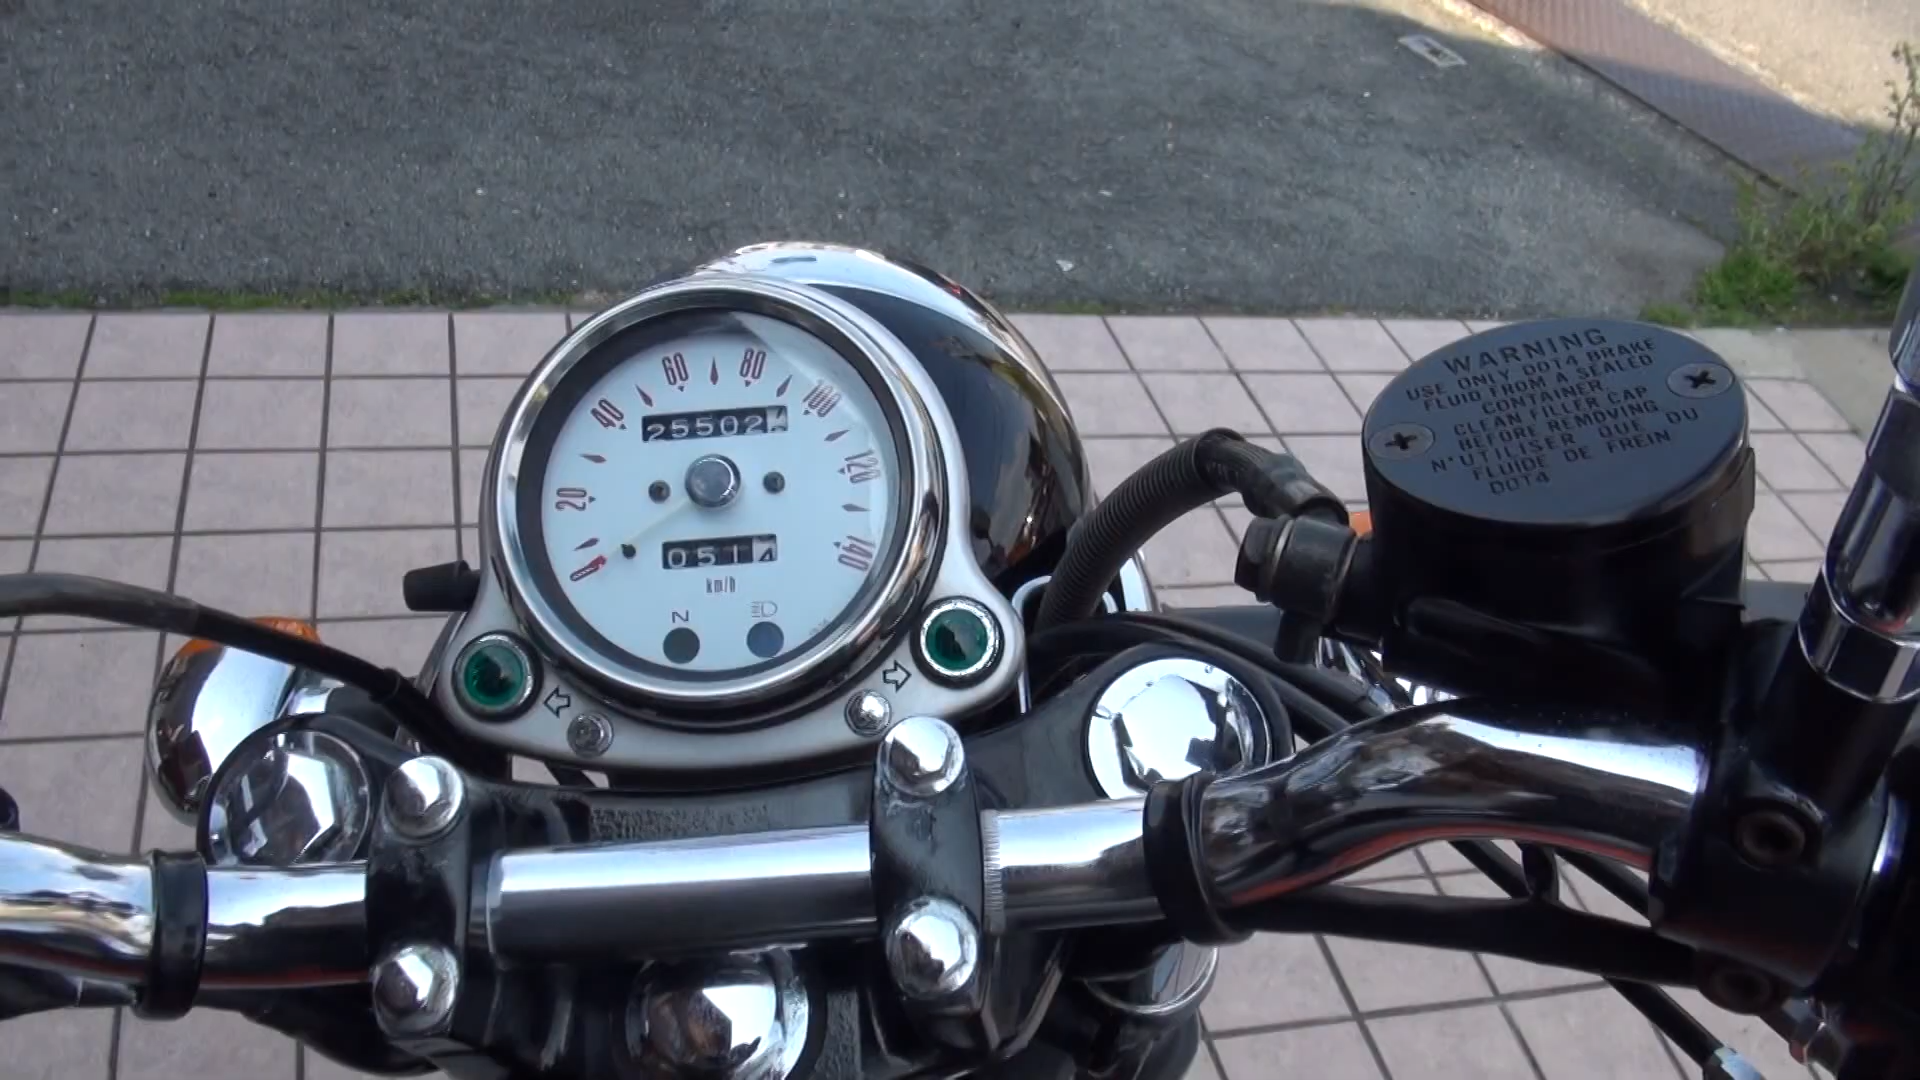 60
80
40
100
25502
120
20
051
140
km/h
N
WARNING
USE ONLY DOT4 BRAKE
FLUID FROM A SEALED
CONTAINER.
CLEAN FILLER CAP
BEFORE REMOVING
N'UTILISER QUE DU
FLUIDE DE FREIN
DOT4